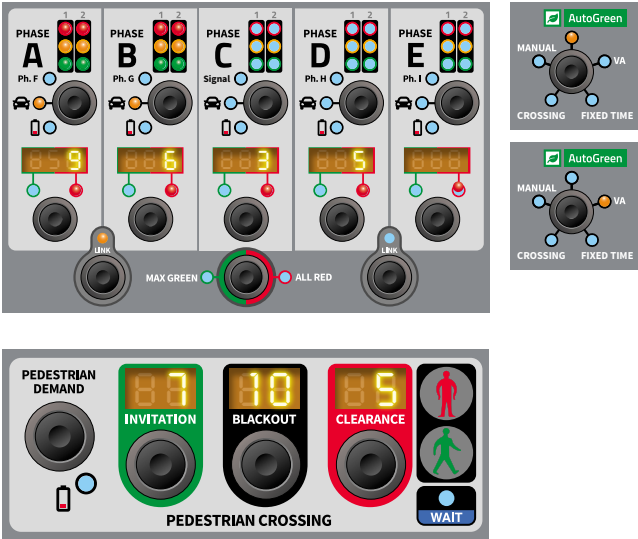 1 2
1 2
1 2
1 2
1 2
PHASE
A
PHASE
B
PHASE
C
PHASE
D
PHASE
E
Ph. F
Ph. G
Signal
Ph. H
Ph. I
9
6
3
5
LINK
LINK
MAX GREEN
ALL RED
AutoGreen
MANUAL
VA
CROSSING
FIXED TIME
AutoGreen
MANUAL
VA
CROSSING
FIXED TIME
PEDESTRIAN
DEMAND
7
INVITATION
10
BLACKOUT
5
CLEARANCE
WAIT
PEDESTRIAN CROSSING